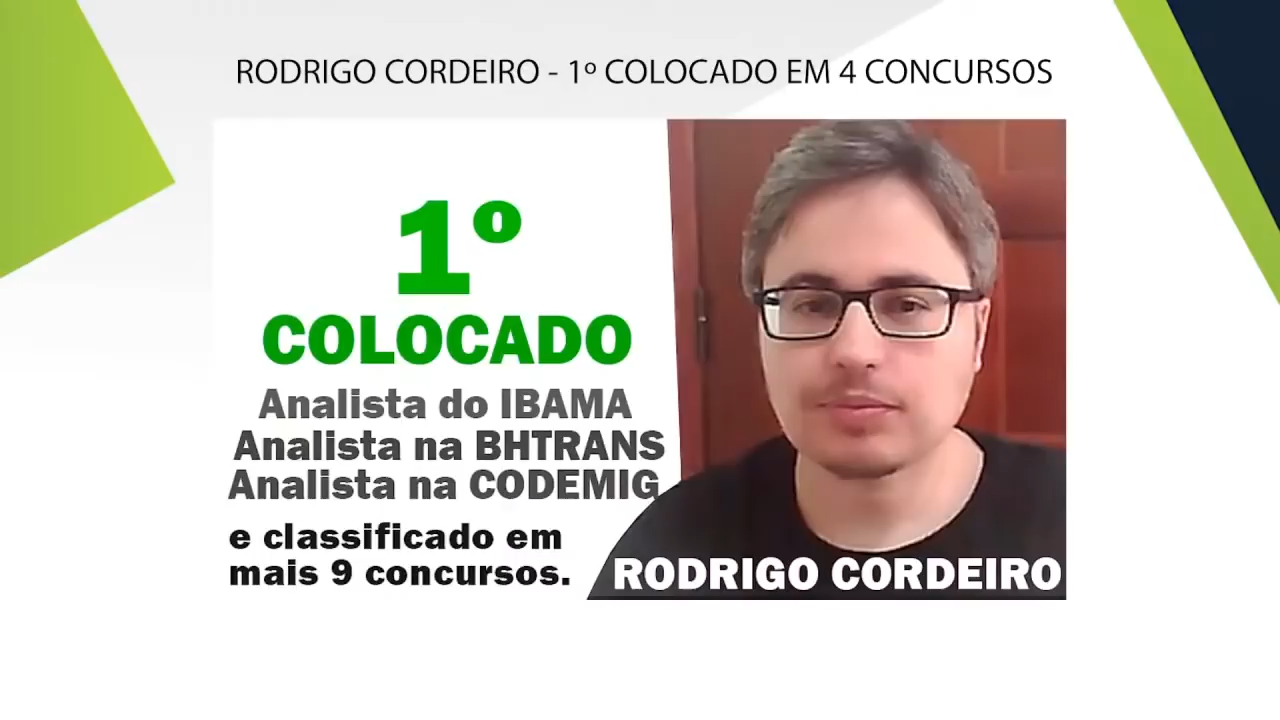 RODRIGO CORDEIRO - 1º COLOCADO EM 4 CONCURSOS
1º
COLOCADO
Analista do IBAMA
Analista na BHTRANS
Analista na CODEMIG
e classificado em
mais 9 concursos.
RODRIGO CORDEIRO